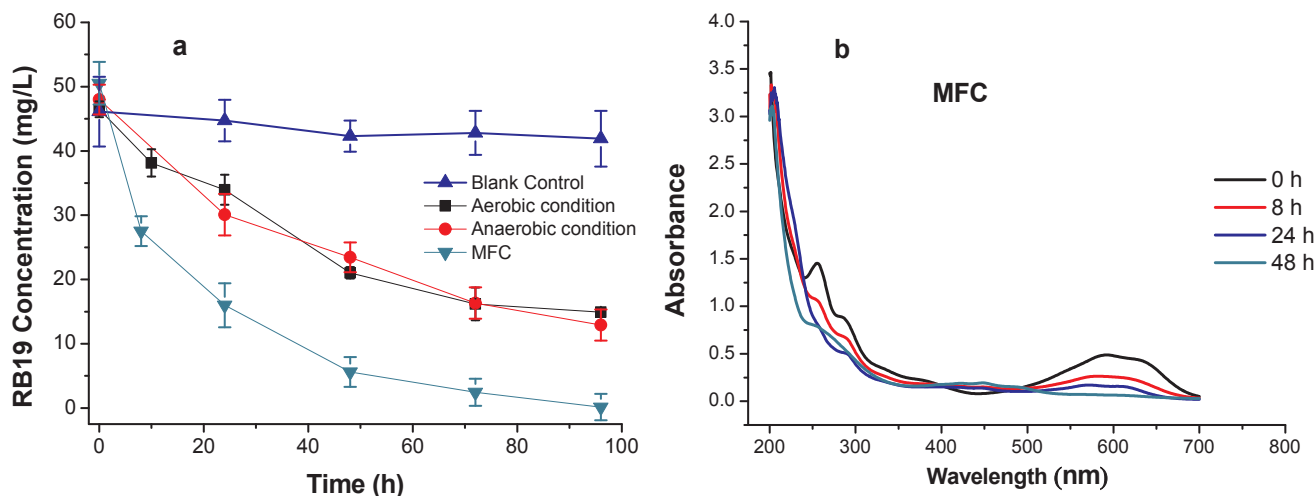 a
RB19 Concentration (mg/L)
60
50
40
30
20
10
0
Blank Control
Aerobic condition
Anaerobic condition
MFC
0 20 40 60 80 100
Time (h)
b
MFC
Absorbance
4.0
3.5
3.0
2.5
2.0
1.5
1.0
0.5
0.0
0 h
8 h
24 h
48 h
200 300 400 500 600 700 800
Wavelength (nm)